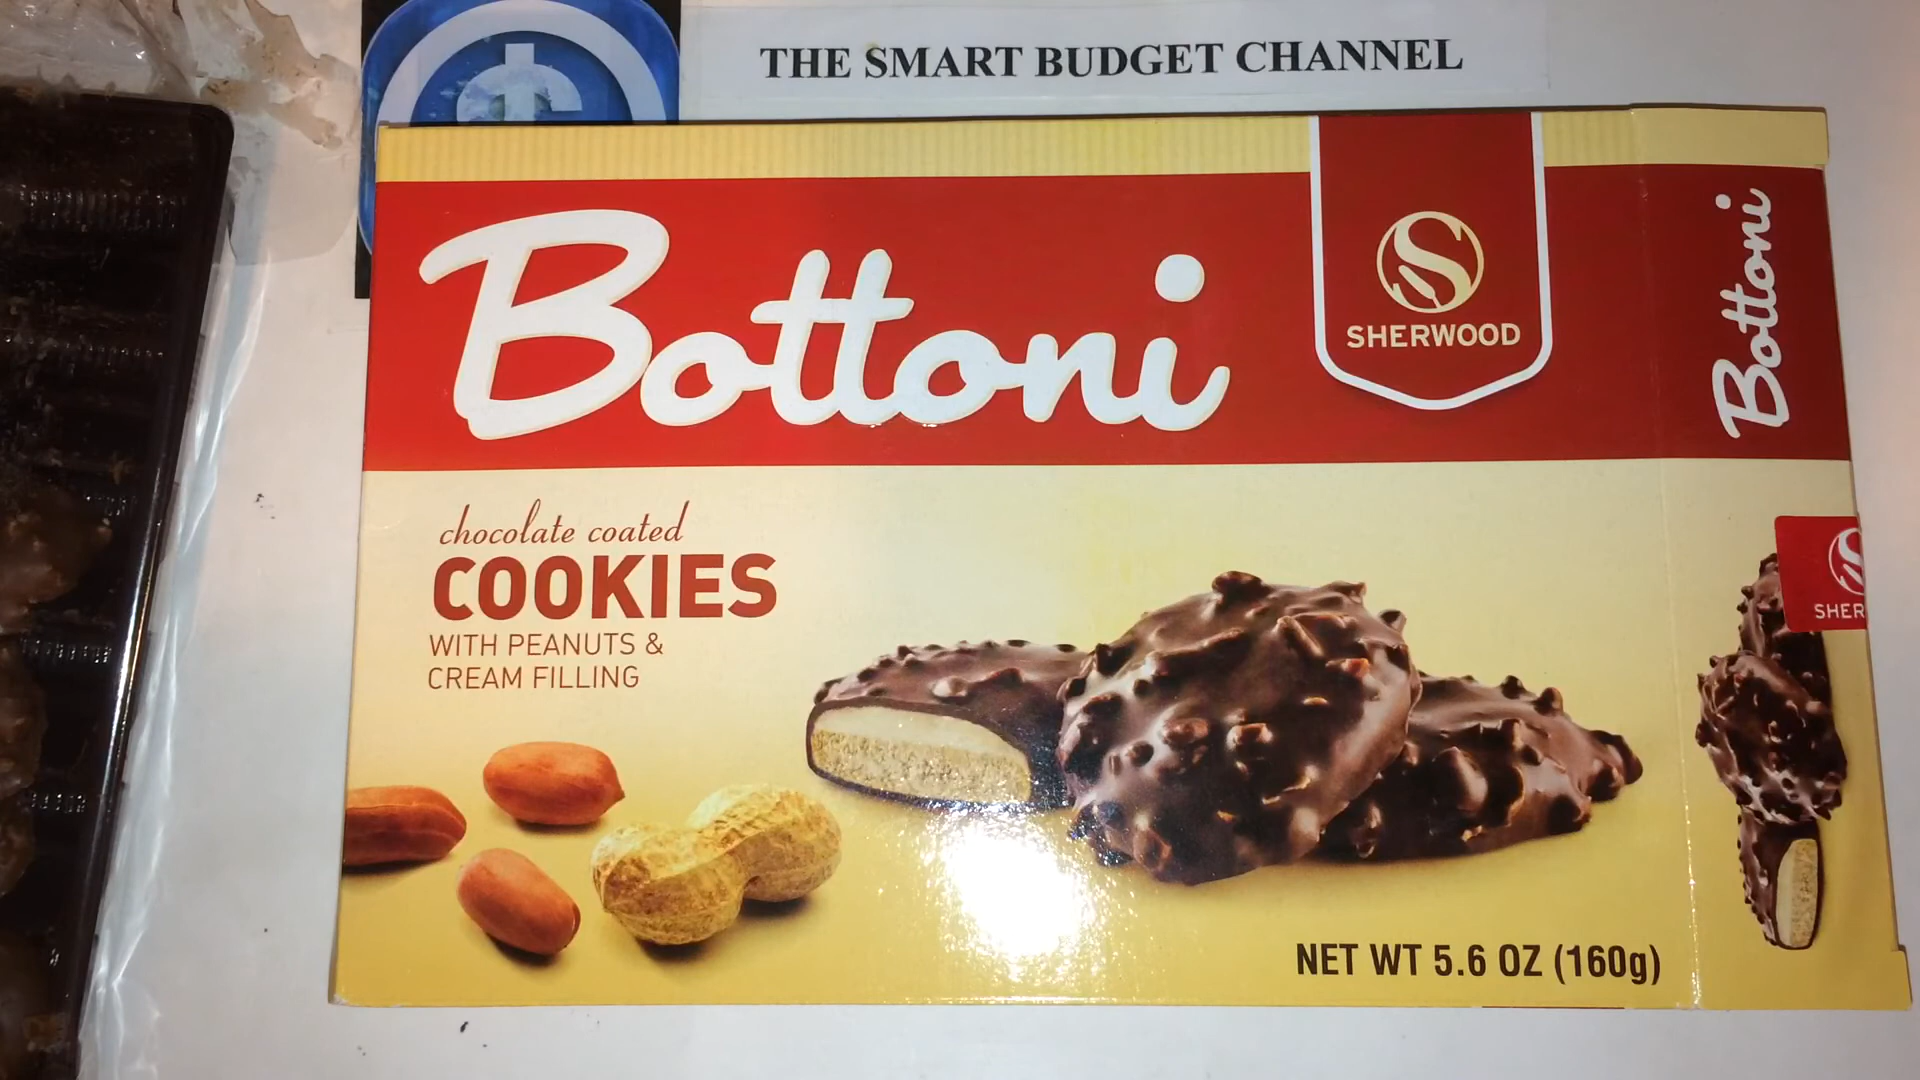 THE SMART BUDGET CHANNEL
Bottoni
SHERWOOD
Bottoni
chocolate coated
COOKIES
WITH PEANUTS &
CREAM FILLING
SHER
NET WT 5.6 OZ (160g)